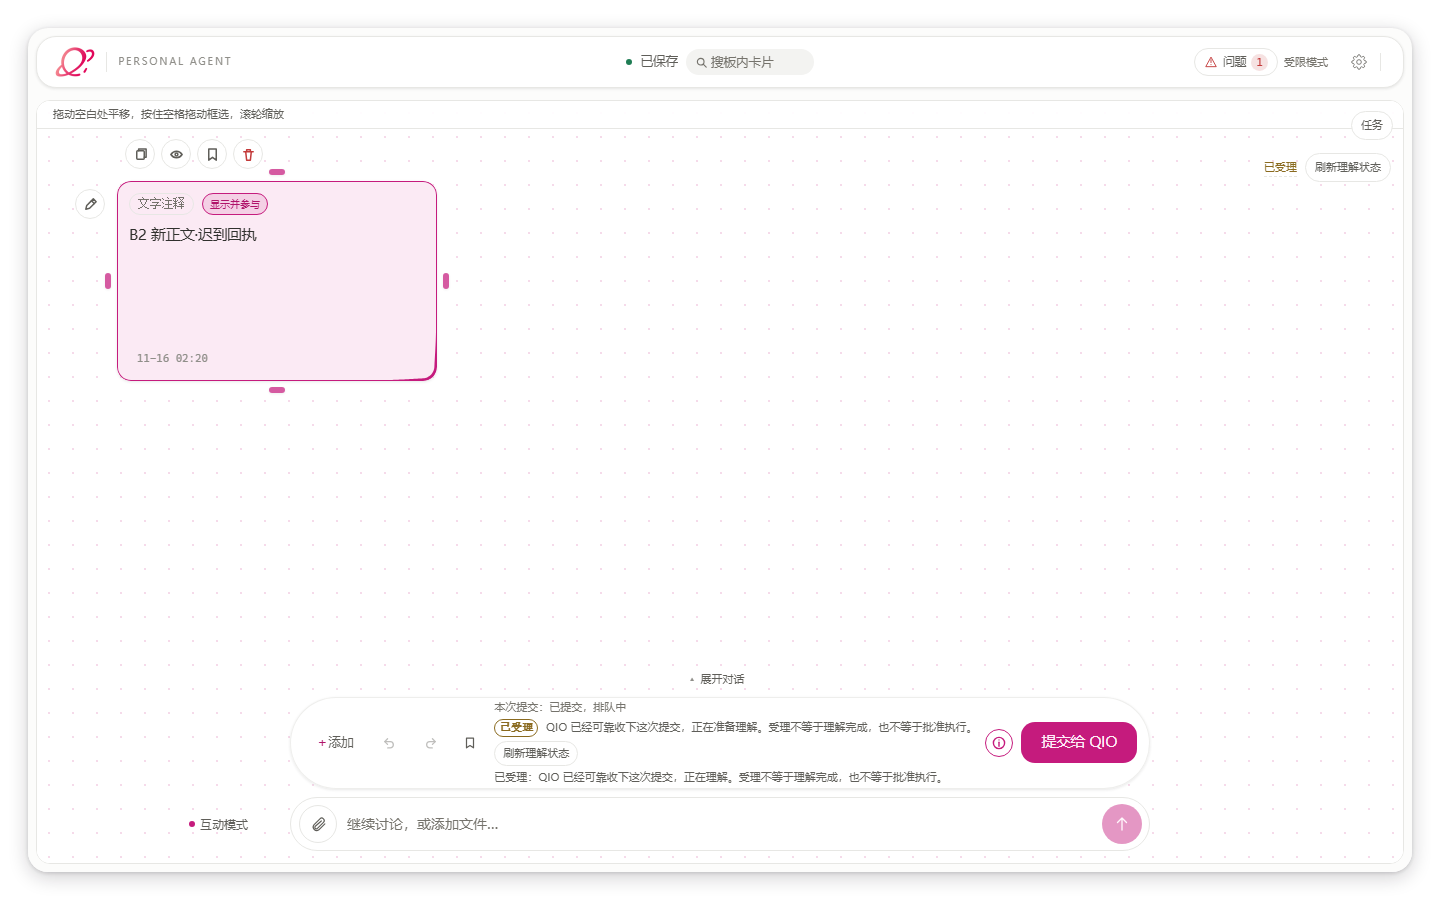 PERSONAL AGENT
已保存
搜板内卡片
问题 1
受限模式
拖动空白处平移，按住空格拖动框选，滚轮缩放
任务
已受理
刷新理解状态
文字注释
显示并参与
B2 新正文·迟到回执
11-16 02:20
展开对话
本次提交：已提交，排队中
已受理 QIO 已经可靠收下这次提交，正在准备理解。受理不等于理解完成，也不等于批准执行。
+添加
刷新理解状态
已受理：QIO 已经可靠收下这次提交，正在理解。受理不等于理解完成，也不等于批准执行。
提交给 QIO
互动模式
继续讨论，或添加文件...